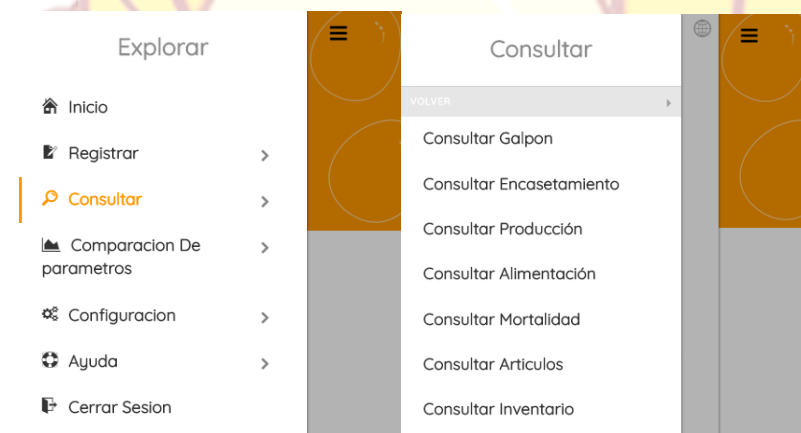 Explorar
Inicio
Registrar
Consultar
Comparacion De
parametros
Configuracion
Ayuda
Cerrar Sesion
Consultar
VOLVER
Consultar Galpon
Consultar Encasetamiento
Consultar Producción
Consultar Alimentación
Consultar Mortalidad
Consultar Articulos
Consultar Inventario